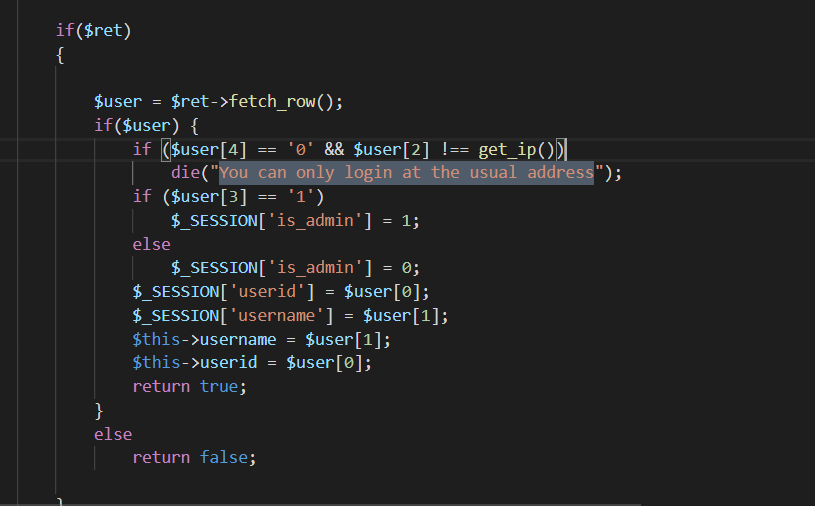 if($ret)
{
$user = $ret->fetch_row();
if($user) {
if ($user[4] == '0' && $user[2] !== get_ip())
die("You can only login at the usual address");
if ($user[3] == '1')
$_SESSION['is_admin'] = 1;
else
$_SESSION['is_admin'] = 0;
$_SESSION['userid'] = $user[0];
$_SESSION['username'] = $user[1];
$this->username = $user[1];
$this->userid = $user[0];
return true;
}
else
return false;
}